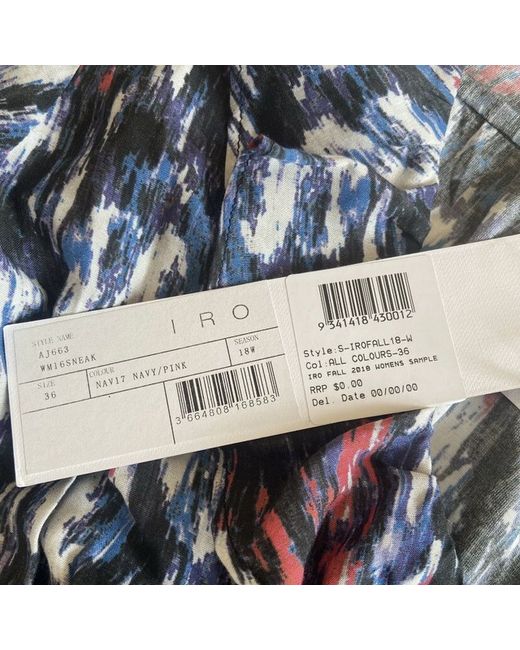 IRO
STYLE NAME
AJ663
WM16SNEAK
SIZE
36
COLOUR
NAV17 NAVY/PINK
SEASON
18W
3 664808 168583
9 341418 430012
Style:S-IROFALL18-W
Col:ALL COLOURS-36
IRO FALL 2018 WOMENS SAMPLE
RRP $0.00
Del. Date 00/00/00